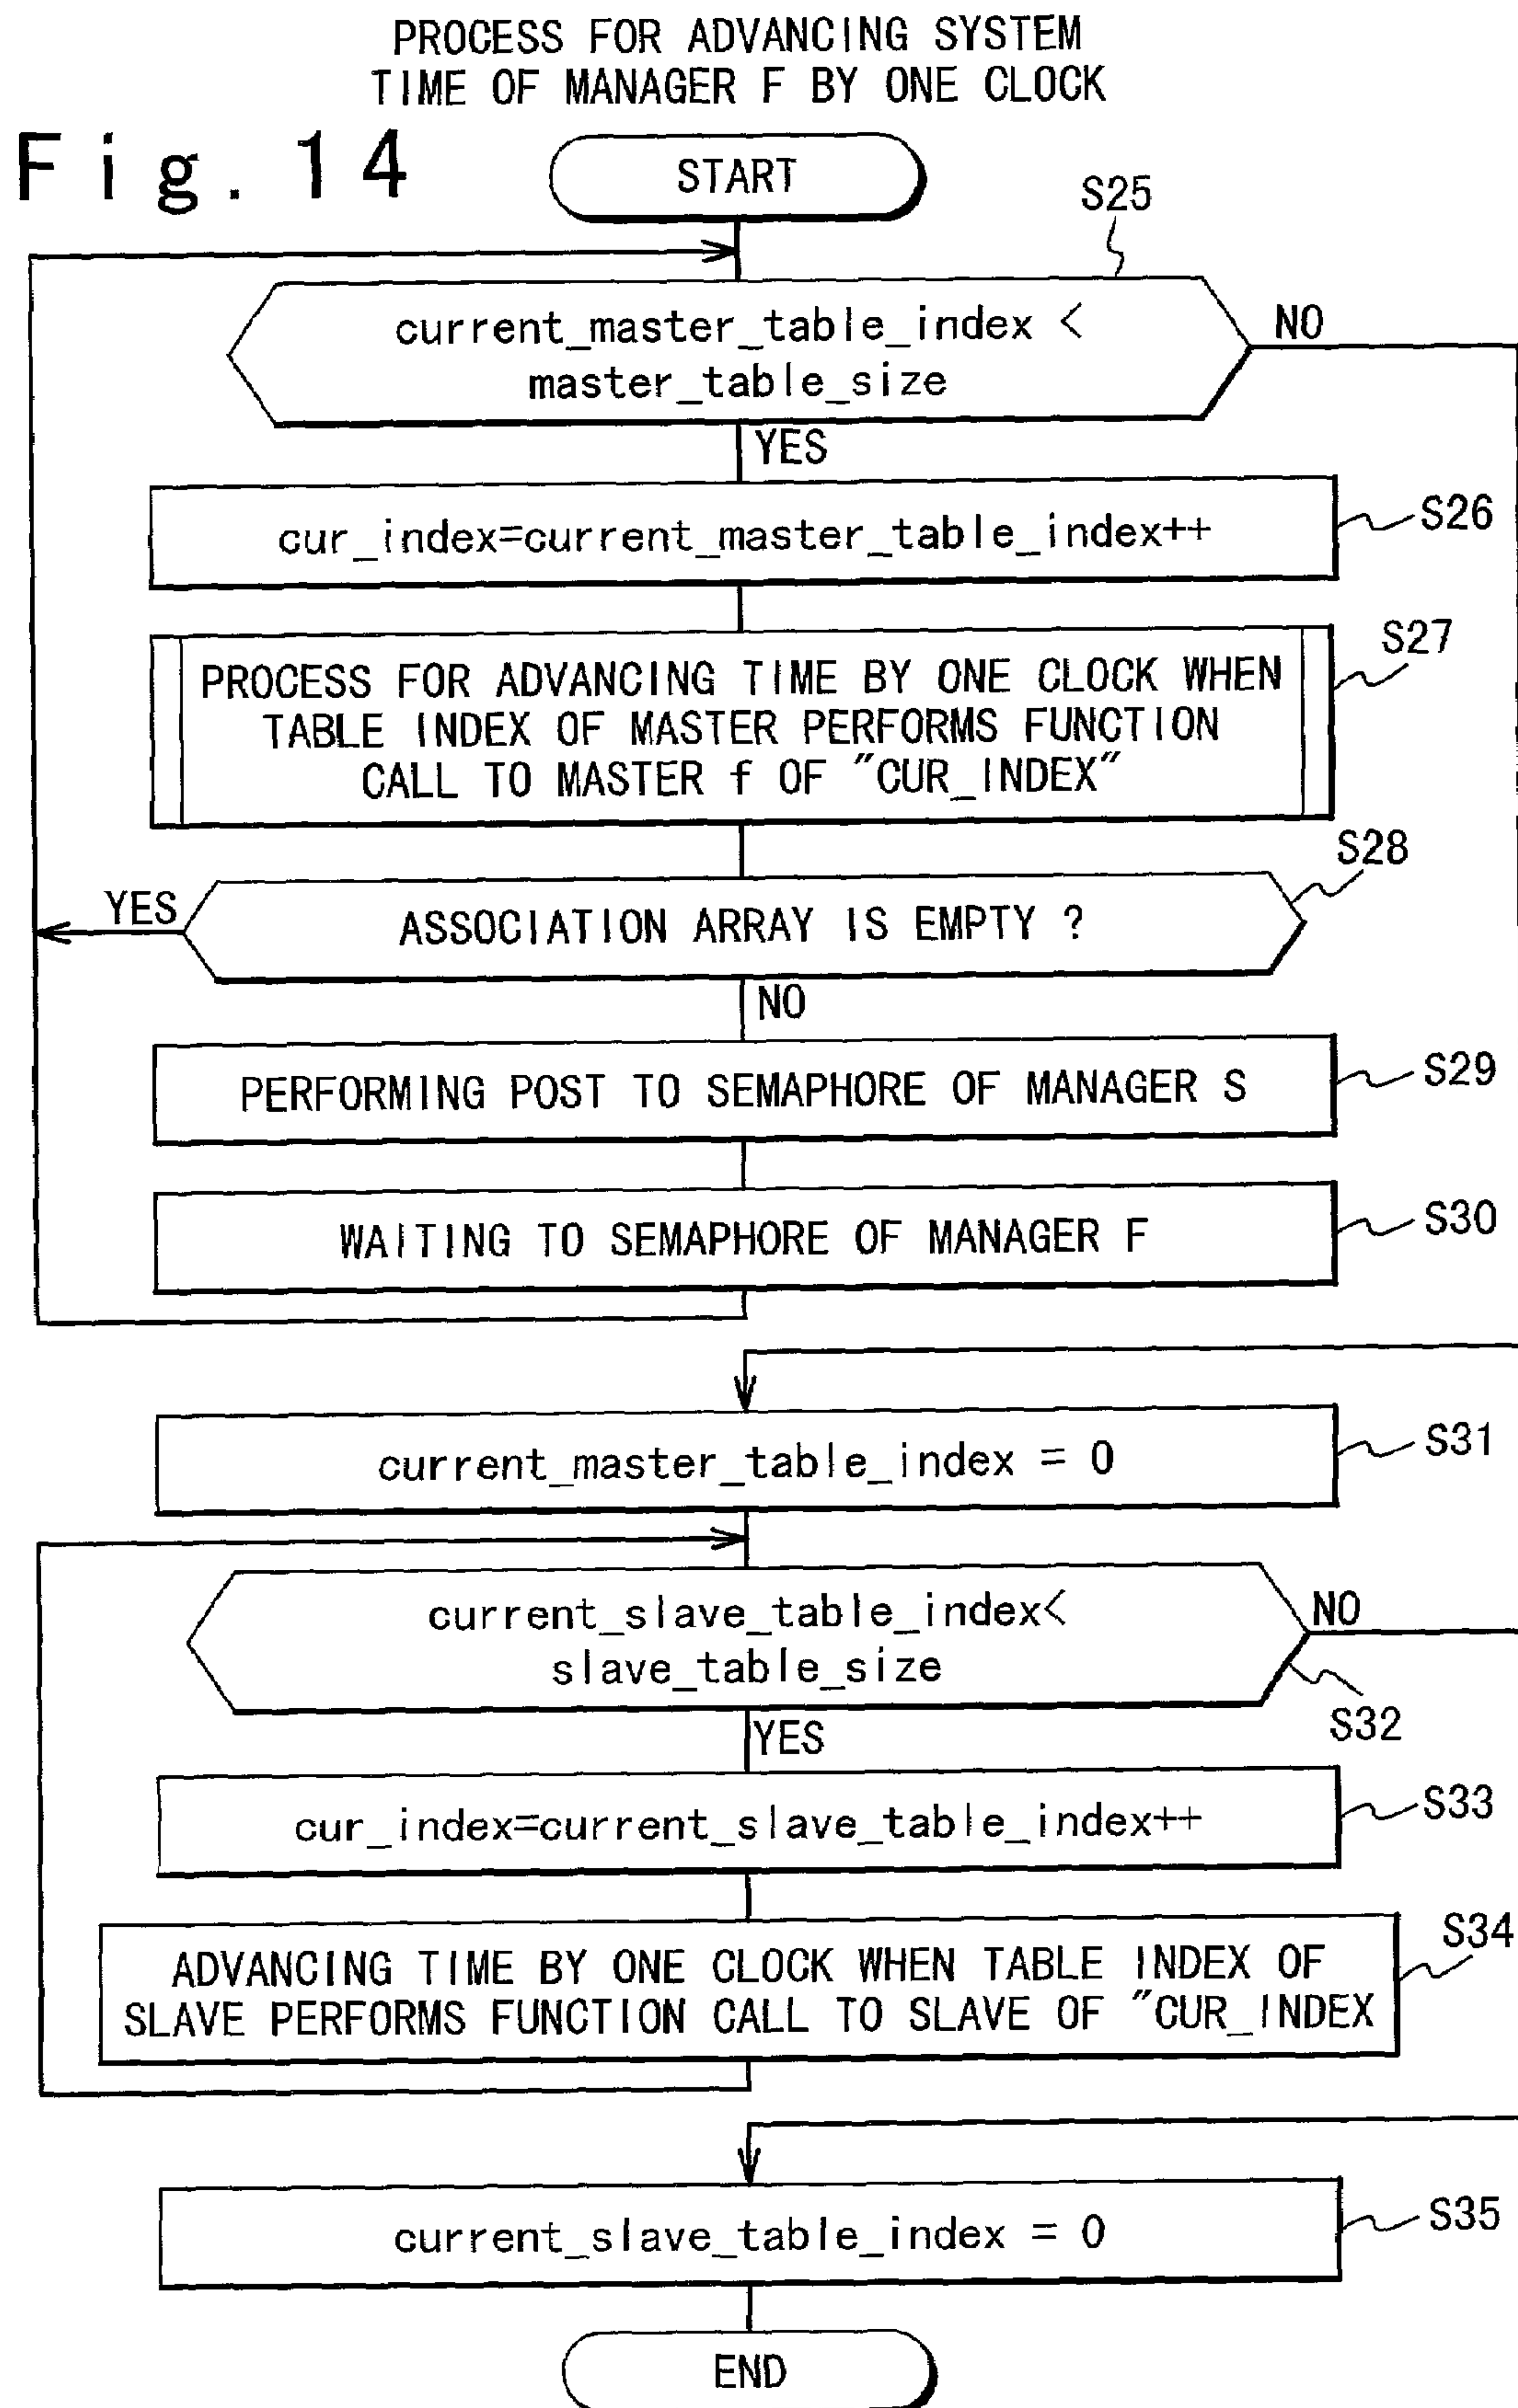 PROCESS FOR ADVANCING SYSTEM
TIME OF MANAGER F BY ONE CLOCK
Fig. 14
START
S25
current_master_table_index <
master_table_size
NO
YES
cur_index=current_master_table_index++
S26
PROCESS FOR ADVANCING TIME BY ONE CLOCK WHEN
TABLE INDEX OF MASTER PERFORMS FUNCTION
CALL TO MASTER f OF "CUR_INDEX"
S27
S28
YES
ASSOCIATION ARRAY IS EMPTY ?
NO
PERFORMING POST TO SEMAPHORE OF MANAGER S
S29
WAITING TO SEMAPHORE OF MANAGER F
S30
current_master_table_index = 0
S31
current_slave_table_index<
slave_table_size
NO
S32
YES
cur_index=current_slave_table_index++
S33
ADVANCING TIME BY ONE CLOCK WHEN TABLE INDEX OF
SLAVE PERFORMS FUNCTION CALL TO SLAVE OF "CUR_INDEX
S34
current_slave_table_index = 0
S35
END